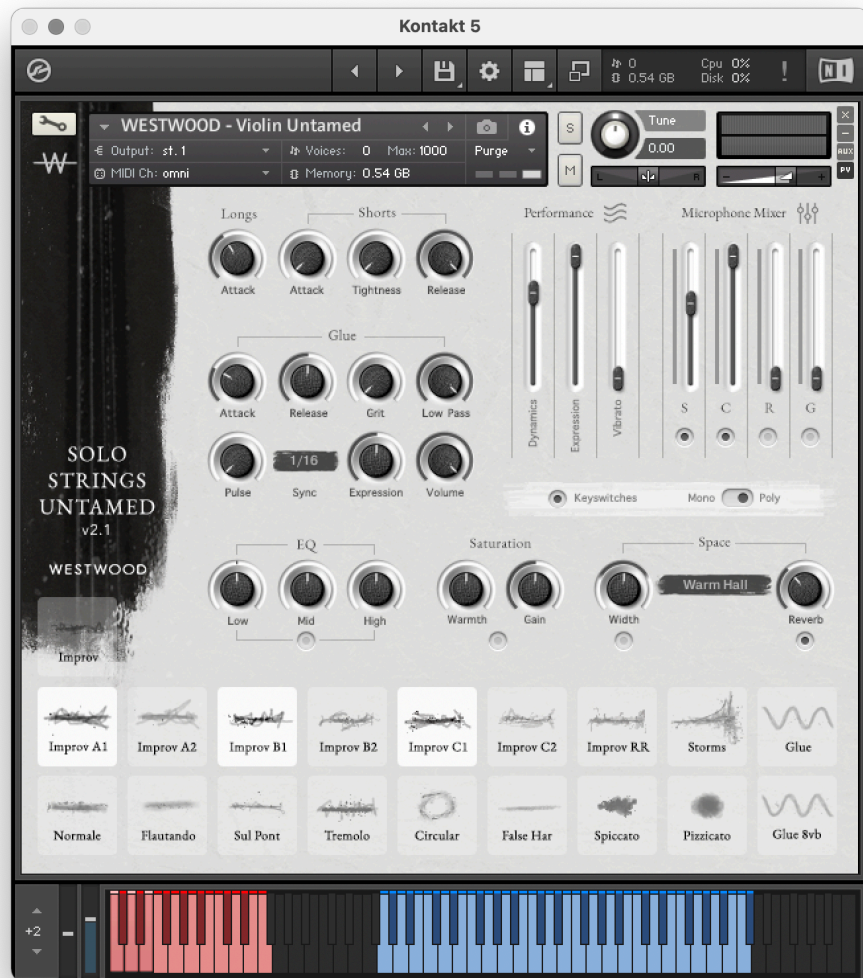 Kontakt 5
0
0.54 GB
Cpu 0%
Disk 0%
!
NI
WESTWOOD - Violin Untamed
Output: st.1
Voices: 0 Max: 1000
Purge
MIDI Ch: omni
Memory: 0.54 GB
S
M
Tune
0.00
L
R
AUX
PV
W
Longs
Shorts
Attack
Attack
Tightness
Release
Glue
Attack
Release
Grit
Low Pass
Pulse
1/16
Sync
Expression
Volume
Performance
Dynamics
Expression
Vibrato
Microphone Mixer
S
C
R
G
Keyswitches
Mono
Poly
SOLO
STRINGS
UNTAMED
v2.1
WESTWOOD
EQ
Low
Mid
High
Saturation
Warmth
Gain
Space
Width
Warm Hall
Reverb
Improv
Improv A1
Improv A2
Improv B1
Improv B2
Improv C1
Improv C2
Improv RR
Storms
Glue
Normale
Flautando
Sul Pont
Tremolo
Circular
False Har
Spiccato
Pizzicato
Glue 8vb
+2